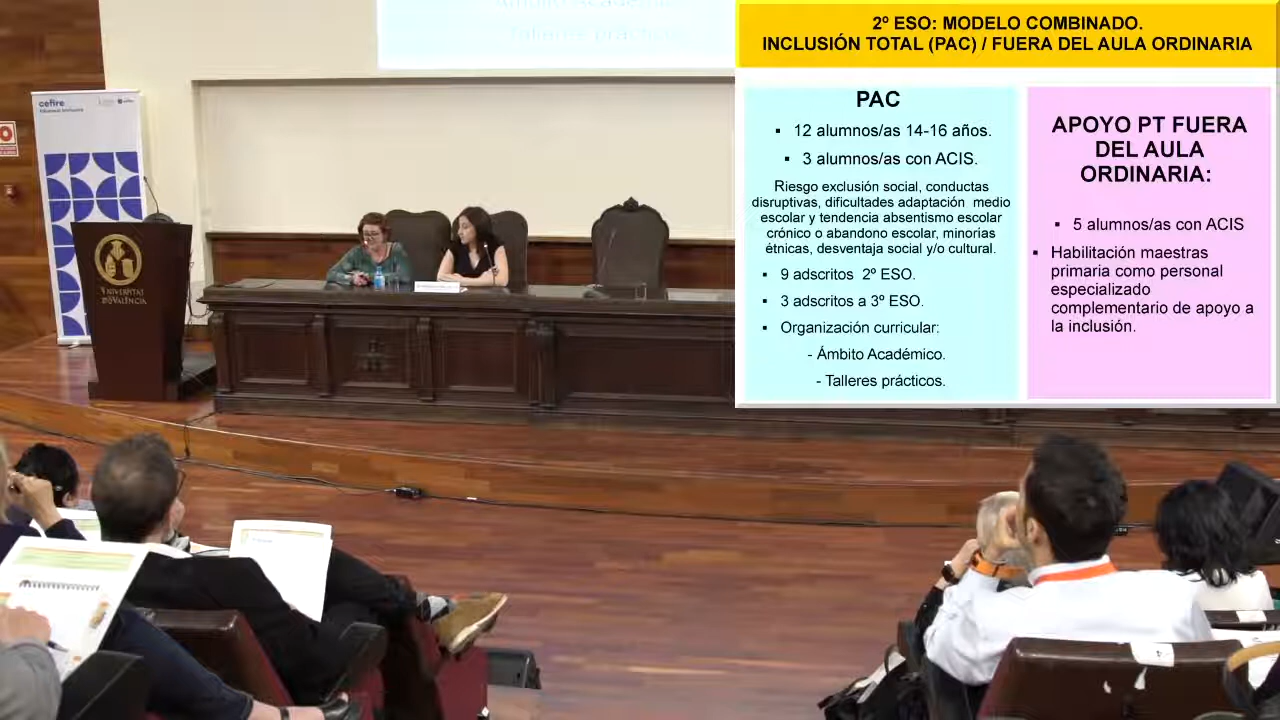 2º ESO: MODELO COMBINADO.
INCLUSIÓN TOTAL (PAC) / FUERA DEL AULA ORDINARIA
PAC
▪ 12 alumnos/as 14-16 años.
▪ 3 alumnos/as con ACIS.
Riesgo exclusión social, conductas
disruptivas, dificultades adaptación medio
escolar y tendencia absentismo escolar
crónico o abandono escolar, minorías
étnicas, desventaja social y/o cultural.
▪ 9 adscritos 2º ESO.
▪ 3 adscritos a 3º ESO.
▪ Organización curricular:
- Ámbito Académico.
- Talleres prácticos.
APOYO PT FUERA
DEL AULA
ORDINARIA:
▪ 5 alumnos/as con ACIS
▪ Habilitación maestras
primaria como personal
especializado
complementario de apoyo a
la inclusión.
Talleres prácticos
cefire
VNIVERSITAT
DE VALÈNCIA